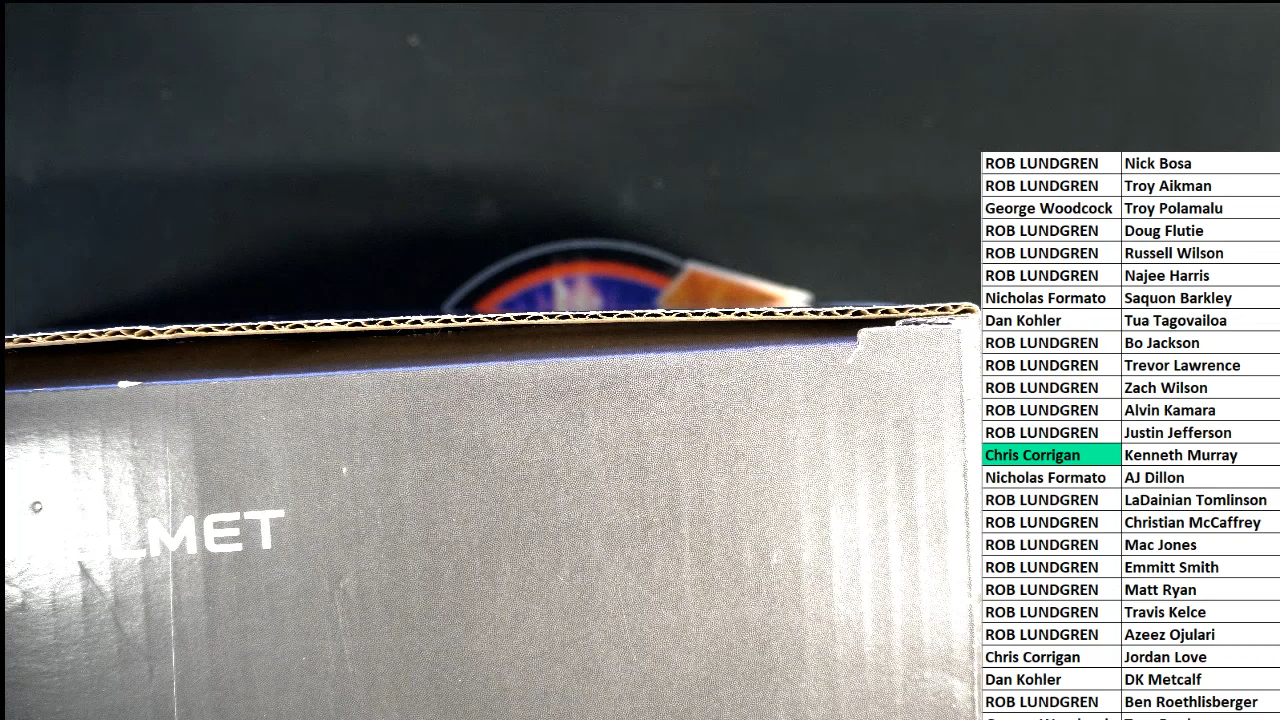 ROB LUNDGREN Nick Bosa
ROB LUNDGREN Troy Aikman
George Woodcock Troy Polamalu
ROB LUNDGREN Doug Flutie
ROB LUNDGREN Russell Wilson
ROB LUNDGREN Najee Harris
Nicholas Formato Saquon Barkley
Dan Kohler Tua Tagovailoa
ROB LUNDGREN Bo Jackson
ROB LUNDGREN Trevor Lawrence
ROB LUNDGREN Zach Wilson
ROB LUNDGREN Alvin Kamara
ROB LUNDGREN Justin Jefferson
Chris Corrigan Kenneth Murray
Nicholas Formato AJ Dillon
ROB LUNDGREN LaDainian Tomlinson
ROB LUNDGREN Christian McCaffrey
ROB LUNDGREN Mac Jones
ROB LUNDGREN Emmitt Smith
ROB LUNDGREN Matt Ryan
ROB LUNDGREN Travis Kelce
ROB LUNDGREN Azeez Ojulari
Chris Corrigan Jordan Love
Dan Kohler DK Metcalf
ROB LUNDGREN Ben Roethlisberger